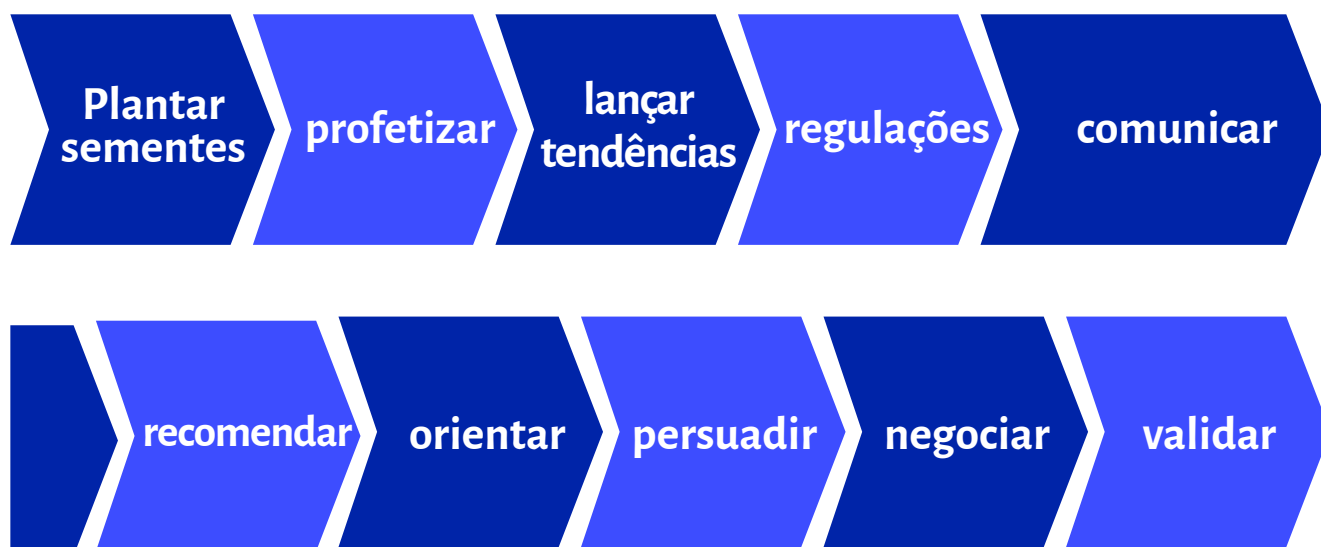 Plantar
sementes
profetizar
lançar
tendências
regulações
comunicar
recomendar
orientar
persuadir
negociar
validar